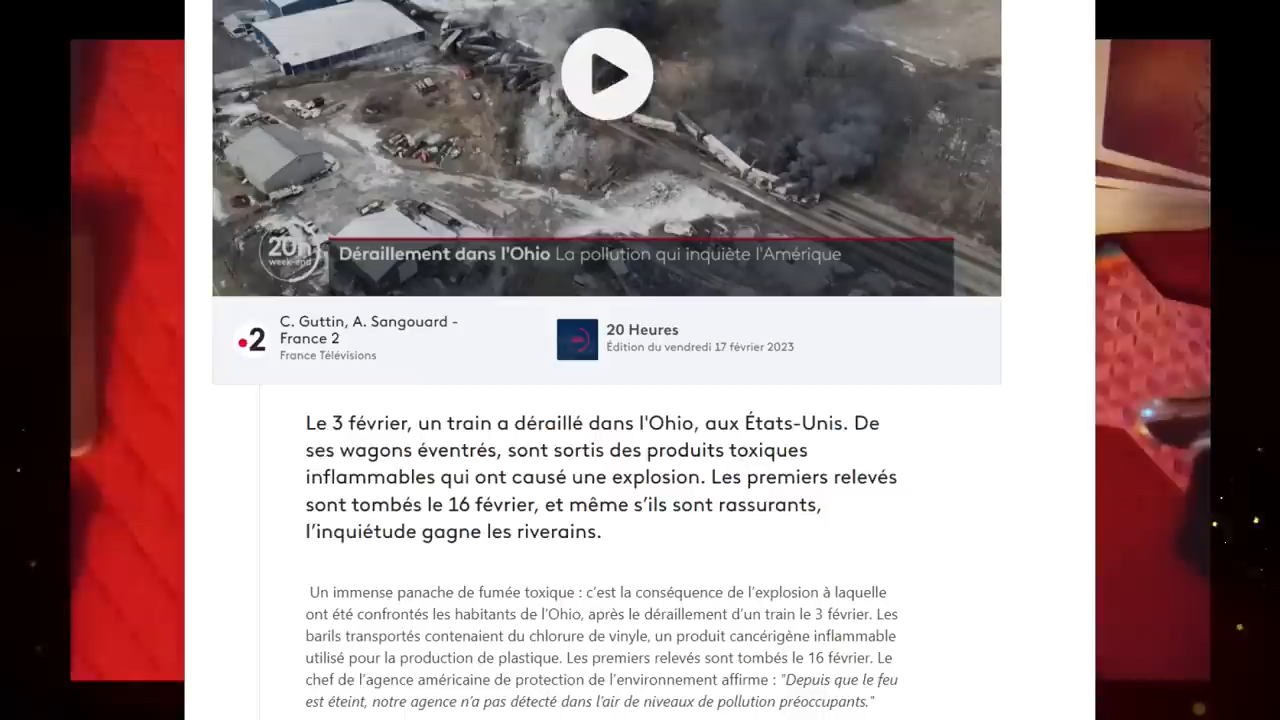 20h
week-end
Déraillement dans l'Ohio La pollution qui inquiète l'Amérique
2
C. Guttin, A. Sangouard -
France 2
France Télévisions
20 Heures
Édition du vendredi 17 février 2023
Le 3 février, un train a déraillé dans l'Ohio, aux États-Unis. De
ses wagons éventrés, sont sortis des produits toxiques
inflammables qui ont causé une explosion. Les premiers relevés
sont tombés le 16 février, et même s’ils sont rassurants,
l’inquiétude gagne les riverains.
Un immense panache de fumée toxique : c’est la conséquence de l’explosion à laquelle
ont été confrontés les habitants de l’Ohio, après le déraillement d’un train le 3 février. Les
barils transportés contenaient du chlorure de vinyle, un produit cancérigène inflammable
utilisé pour la production de plastique. Les premiers relevés sont tombés le 16 février. Le
chef de l’agence américaine de protection de l’environnement affirme : "Depuis que le feu
est éteint, notre agence n’a pas détecté dans l’air de niveaux de pollution préoccupants."